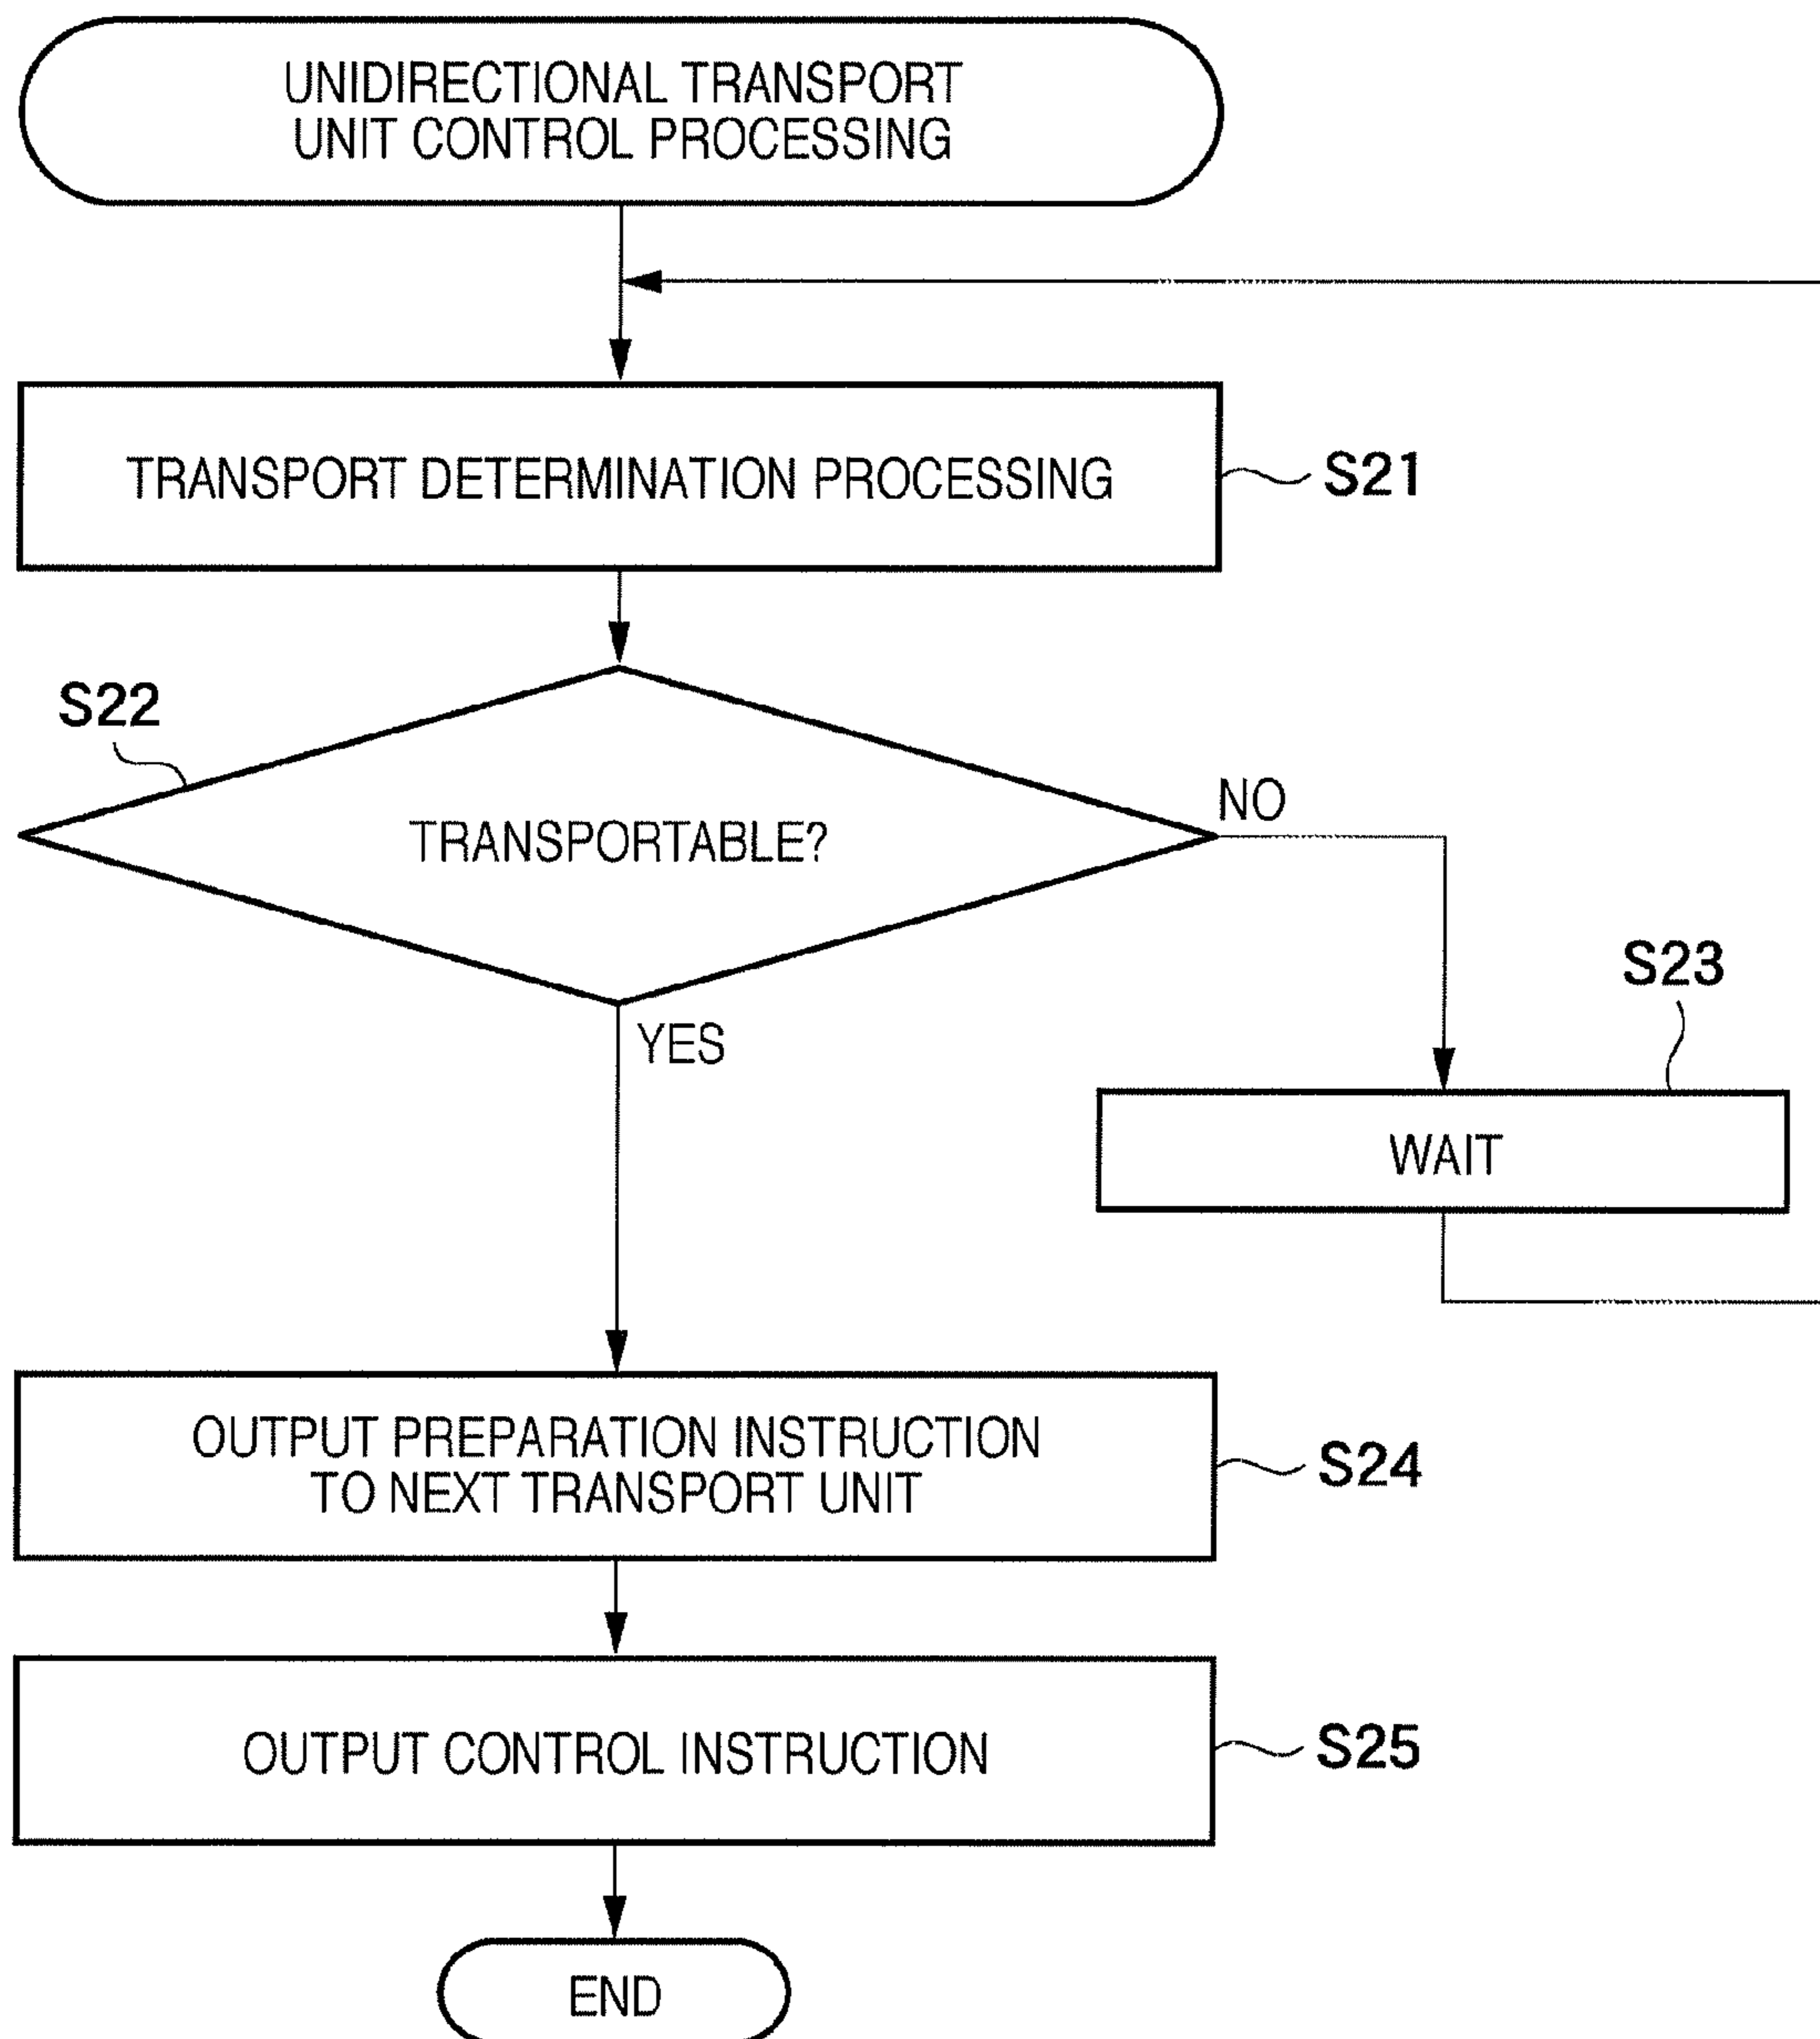 UNIDIRECTIONAL TRANSPORT
UNIT CONTROL PROCESSING
TRANSPORT DETERMINATION PROCESSING
S21
S22
TRANSPORTABLE?
NO
YES
S23
WAIT
OUTPUT PREPARATION INSTRUCTION
TO NEXT TRANSPORT UNIT
S24
OUTPUT CONTROL INSTRUCTION
S25
END